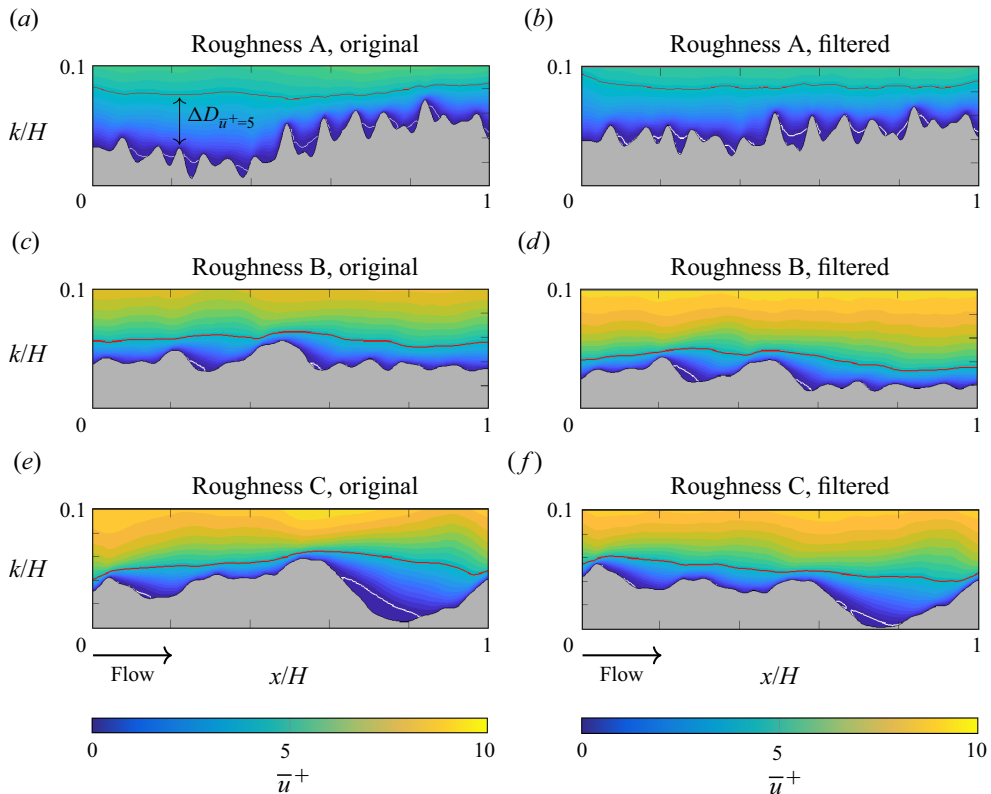 (a)
(b)
Roughness A, original
Roughness A, filtered
0.1
0.1
ΔD u̅⁺=5
k/H
0
1
0
1
(c)
(d)
Roughness B, original
Roughness B, filtered
0.1
0.1
k/H
0
1
0
1
(e)
(f)
Roughness C, original
Roughness C, filtered
0.1
0.1
k/H
0
1
0
1
Flow
x/H
Flow
x/H
0
5
10
0
5
10
u̅⁺
u̅⁺